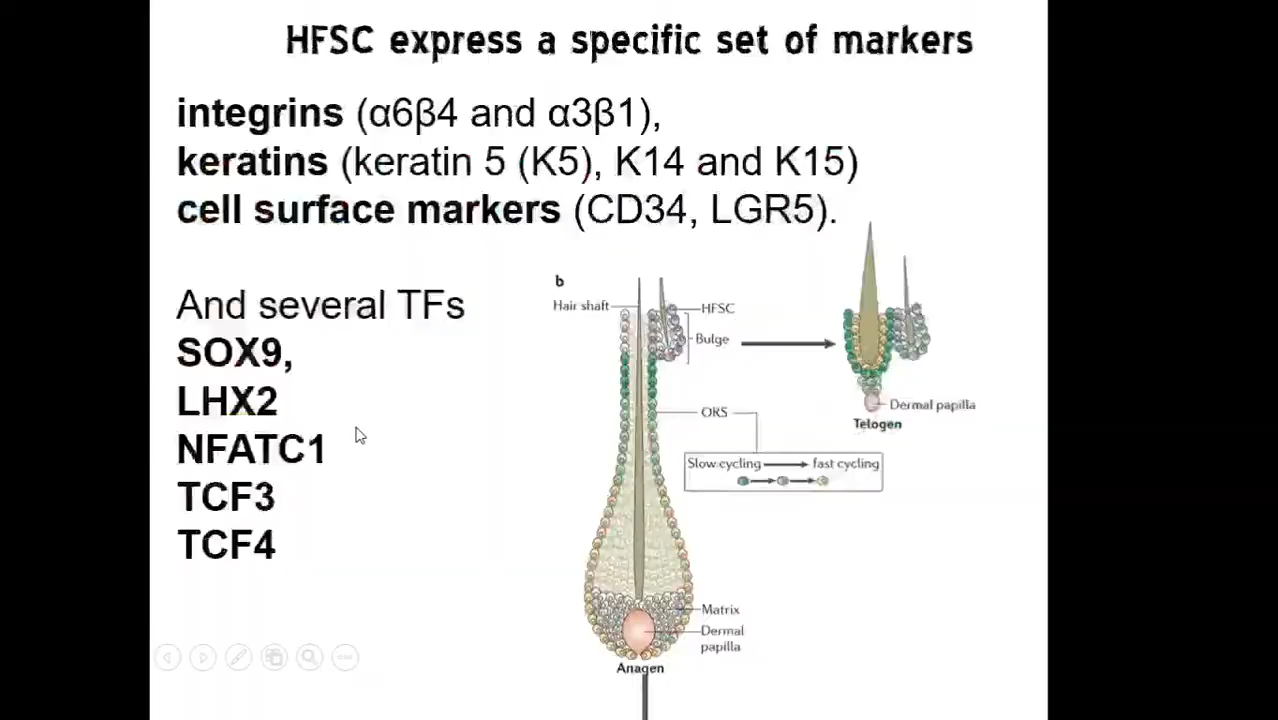 HFSC express a specific set of markers
integrins (α6β4 and α3β1),
keratins (keratin 5 (K5), K14 and K15)
cell surface markers (CD34, LGR5).
And several TFs
SOX9,
LHX2
NFATC1
TCF3
TCF4
b
Hair shaft
HFSC
Bulge
ORS
Slow cycling
fast cycling
Matrix
Dermal
papilla
Anagen
Dermal papilla
Telogen